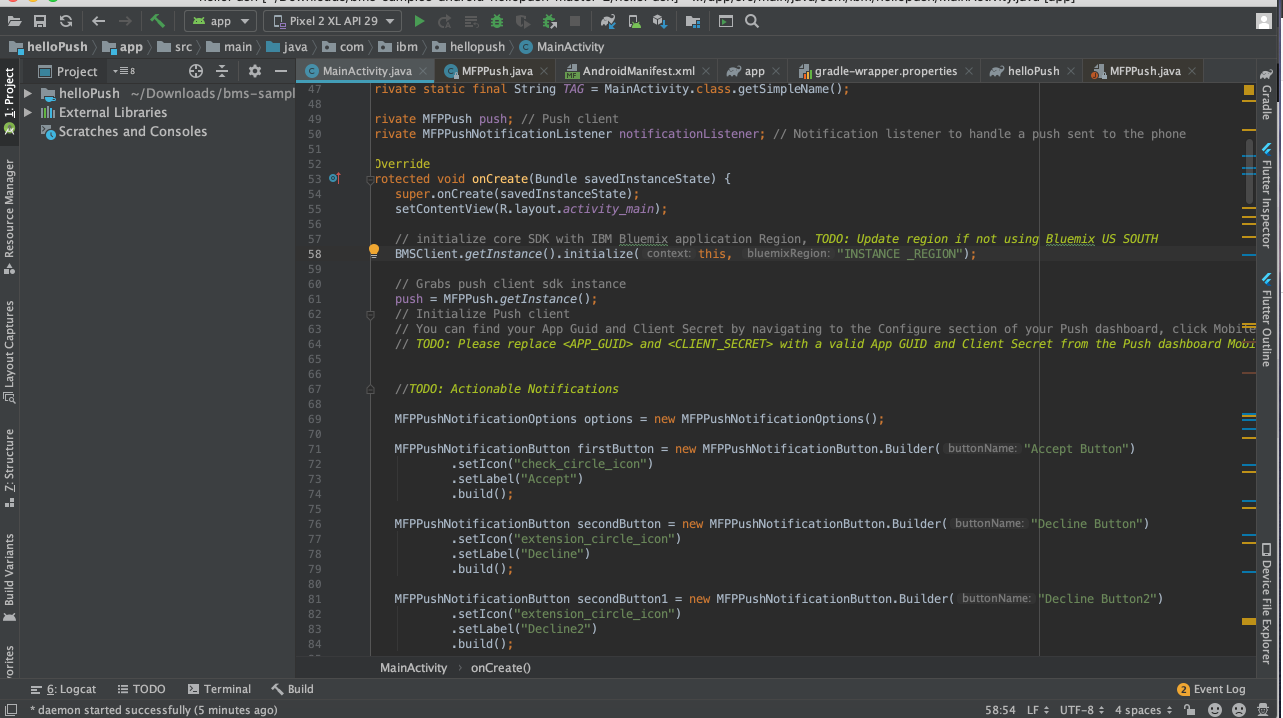 app
Pixel 2 XL API 29
helloPush
app
src
main
java
com
ibm
hellopush
MainActivity
Project
MainActivity.java
MFPPush.java
AndroidManifest.xml
app
gradle-wrapper.properties
helloPush
MFPPush.java
helloPush ~/Downloads/bms-sampl
External Libraries
Scratches and Consoles
47 rivate static final String TAG = MainActivity.class.getSimpleName();
48
49 rivate MFPPush push; // Push client
50 rivate MFPPushNotificationListener notificationListener; // Notification listener to handle a push sent to the phone
51
52 Override
53 rotected void onCreate(Bundle savedInstanceState) {
54 super.onCreate(savedInstanceState);
55 setContentView(R.layout.activity_main);
56
57 // initialize core SDK with IBM Bluemix application Region, TODO: Update region if not using Bluemix US SOUTH
58 BMSClient.getInstance().initialize( context: this, bluemixRegion: "INSTANCE _REGION");
59
60 // Grabs push client sdk instance
61 push = MFPPush.getInstance();
62 // Initialize Push client
63 // You can find your App Guid and Client Secret by navigating to the Configure section of your Push dashboard, click Mobile
64 // TODO: Please replace <APP_GUID> and <CLIENT_SECRET> with a valid App GUID and Client Secret from the Push dashboard Mobi
65
66
67 //TODO: Actionable Notifications
68
69 MFPPushNotificationOptions options = new MFPPushNotificationOptions();
70
71 MFPPushNotificationButton firstButton = new MFPPushNotificationButton.Builder( buttonName: "Accept Button")
72 .setIcon("check_circle_icon")
73 .setLabel("Accept")
74 .build();
75
76 MFPPushNotificationButton secondButton = new MFPPushNotificationButton.Builder( buttonName: "Decline Button")
77 .setIcon("extension_circle_icon")
78 .setLabel("Decline")
79 .build();
80
81 MFPPushNotificationButton secondButton1 = new MFPPushNotificationButton.Builder( buttonName: "Decline Button2")
82 .setIcon("extension_circle_icon")
83 .setLabel("Decline2")
84 .build();
MainActivity › onCreate()
1: Project
Resource Manager
Layout Captures
Z: Structure
Build Variants
orites
Gradle
Flutter Inspector
Flutter Outline
Device File Explorer
6: Logcat
TODO
Terminal
Build
2 Event Log
* daemon started successfully (5 minutes ago)
58:54 LF UTF-8 4 spaces